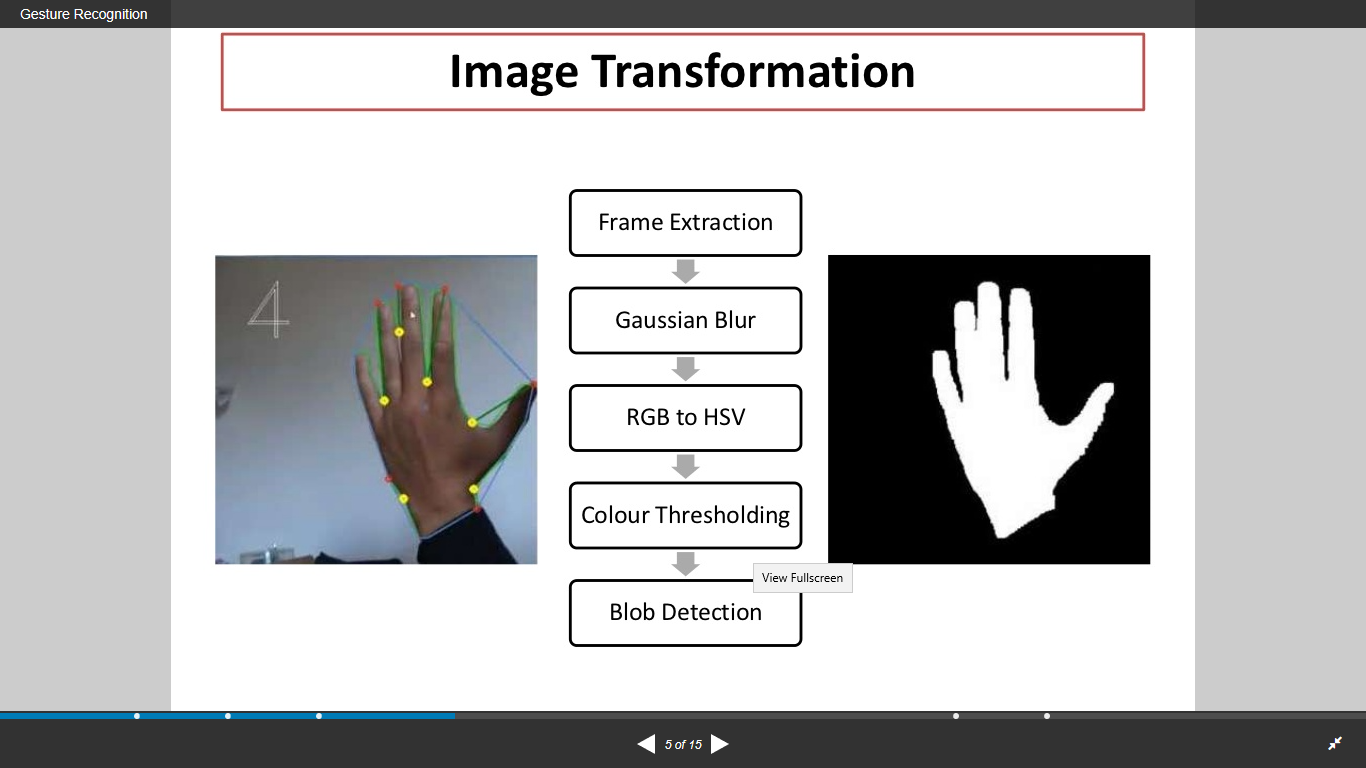 Gesture Recognition
Image Transformation
Frame Extraction
4
Gaussian Blur
RGB to HSV
Colour Thresholding
View Fullscreen
Blob Detection
5 of 15